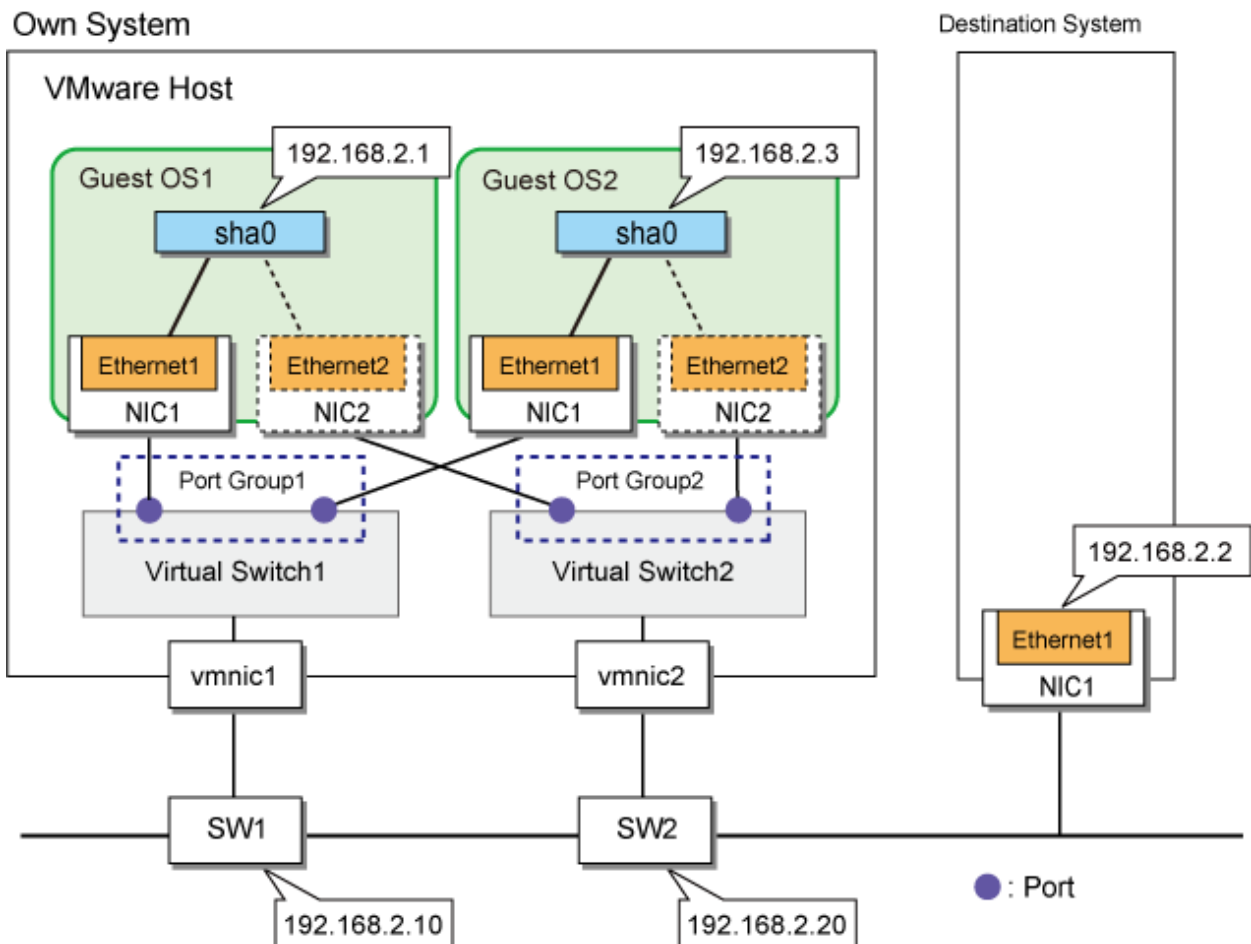 Own System
Destination System
VMware Host
192.168.2.1
192.168.2.3
Guest OS1
Guest OS2
sha0
sha0
Ethernet1
Ethernet2
Ethernet1
Ethernet2
NIC1
NIC2
NIC1
NIC2
Port Group1
Port Group2
192.168.2.2
Virtual Switch1
Virtual Switch2
Ethernet1
NIC1
vmnic1
vmnic2
SW1
SW2
: Port
192.168.2.10
192.168.2.20